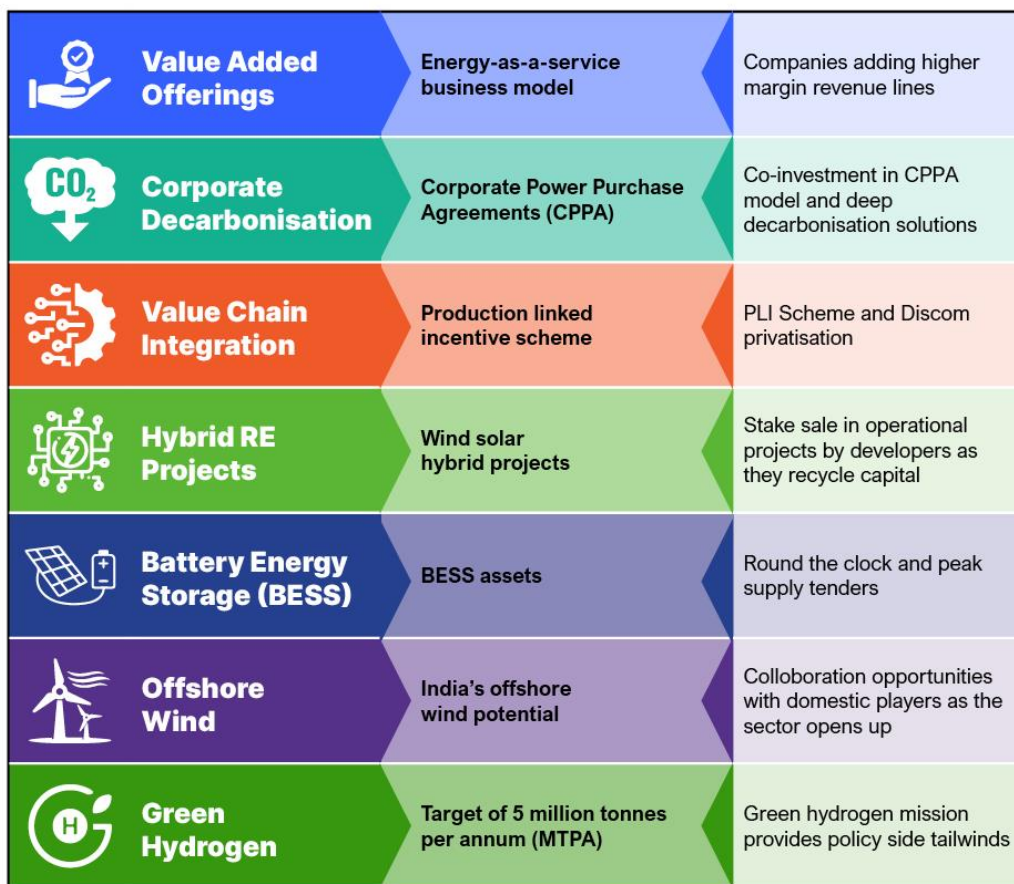 Value Added
Offerings
Energy-as-a-service
business model
Companies adding higher
margin revenue lines
CO₂
Corporate
Decarbonisation
Corporate Power Purchase
Agreements (CPPA)
Co-investment in CPPA
model and deep
decarbonisation solutions
Value Chain
Integration
Production linked
incentive scheme
PLI Scheme and Discom
privatisation
Hybrid RE
Projects
Wind solar
hybrid projects
Stake sale in operational
projects by developers as
they recycle capital
Battery Energy
Storage (BESS)
BESS assets
Round the clock and peak
supply tenders
Offshore
Wind
India’s offshore
wind potential
Colloboration opportunities
with domestic players as the
sector opens up
H
Green
Hydrogen
Target of 5 million tonnes
per annum (MTPA)
Green hydrogen mission
provides policy side tailwinds